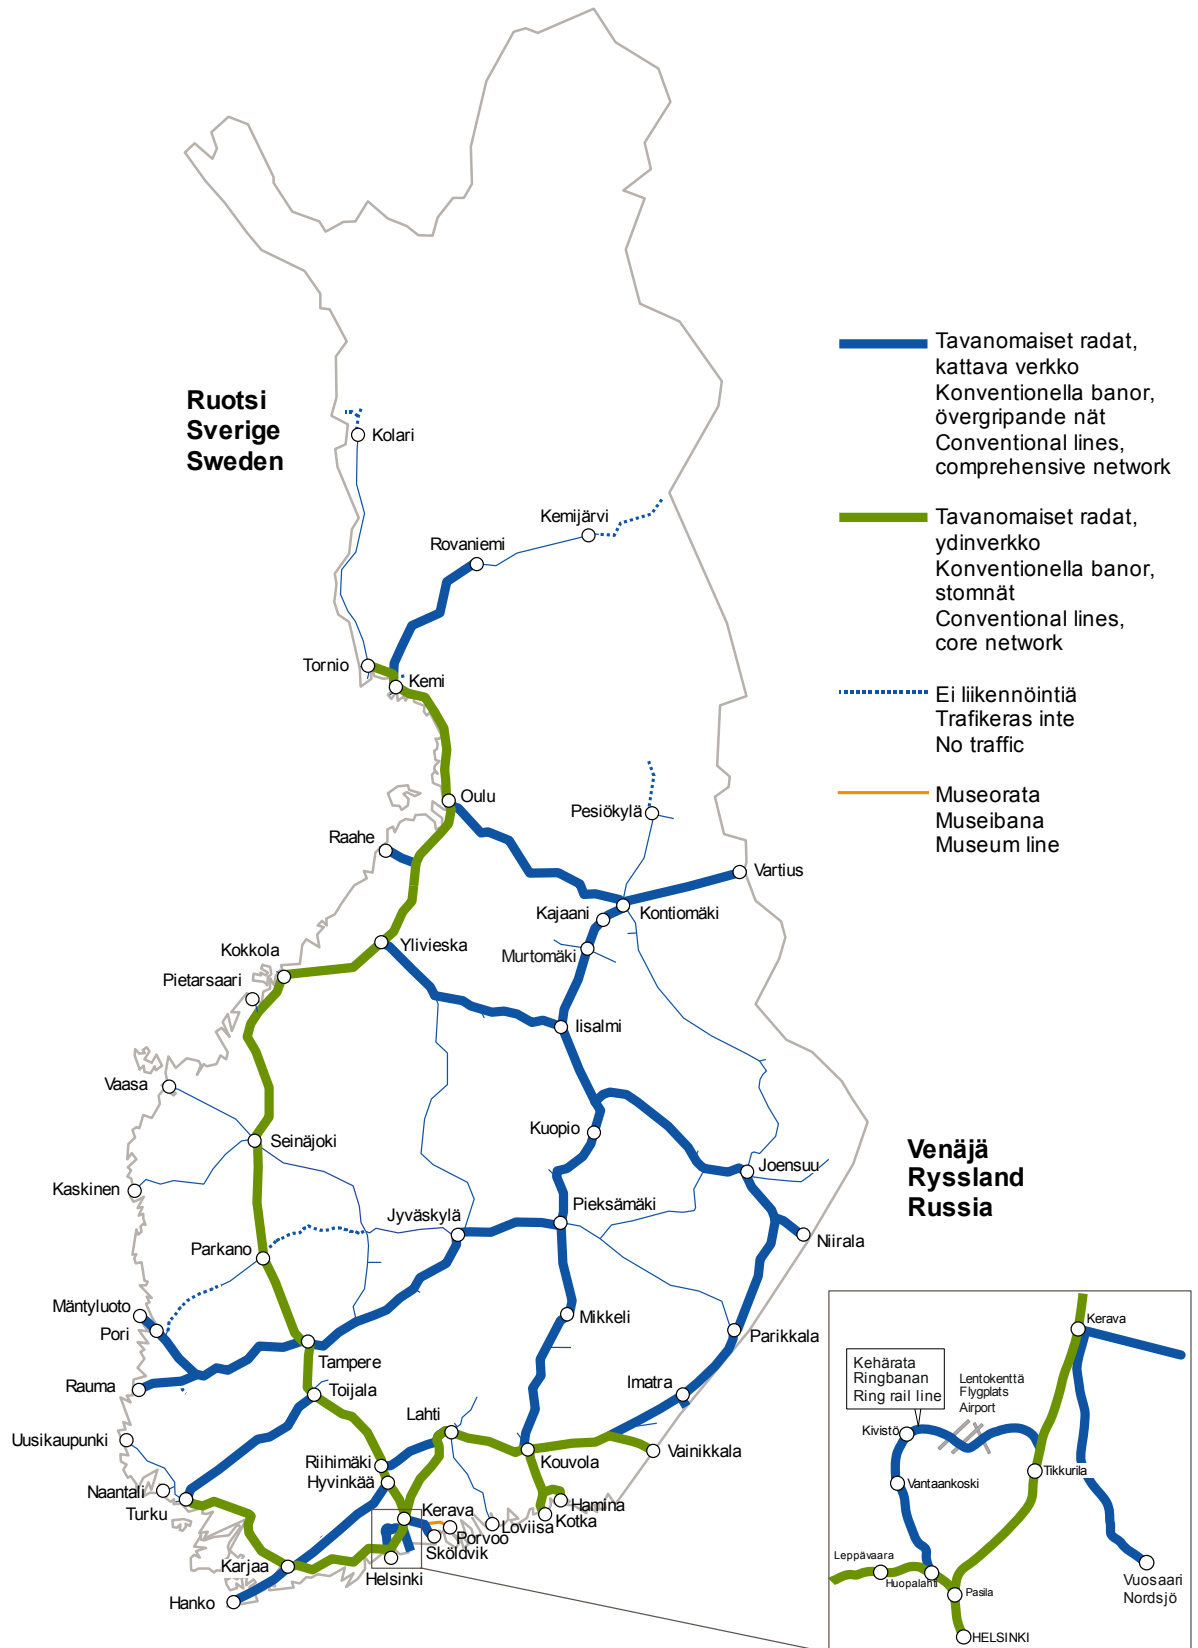 Ruotsi
Sverige
Sweden
Kolari
Kemijärvi
Rovaniemi
Tornio
Kemi
Oulu
Raahe
Pesiökylä
Vartius
Kajaani
Kontiomäki
Murtomäki
Ylivieska
Kokkola
Pietarsaari
Iisalmi
Vaasa
Seinäjoki
Kuopio
Joensuu
Kaskinen
Pieksämäki
Jyväskylä
Niirala
Parkano
Mäntyluoto
Pori
Mikkeli
Parikkala
Tampere
Rauma
Toijala
Imatra
Lahti
Uusikaupunki
Riihimäki
Kouvola
Vainikkala
Hyvinkää
Naantali
Turku
Kerava
Hamina
Kotka
Loviisa
Porvoo
Sköldvik
Karjaa
Helsinki
Hanko
Venäjä
Ryssland
Russia
Tavanomaiset radat,
kattava verkko
Konventionella banor,
övergripande nät
Conventional lines,
comprehensive network
Tavanomaiset radat,
ydinverkko
Konventionella banor,
stomnät
Conventional lines,
core network
Ei liikennöintiä
Trafikeras inte
No traffic
Museorata
Museibana
Museum line
Kerava
Kehärata
Ringbanan
Ring rail line
Lentokenttä
Flygplats
Airport
Kivistö
Tikkurila
Vantaankoski
Leppävaara
Huopalahti
Pasila
Vuosaari
Nordsjö
HELSINKI